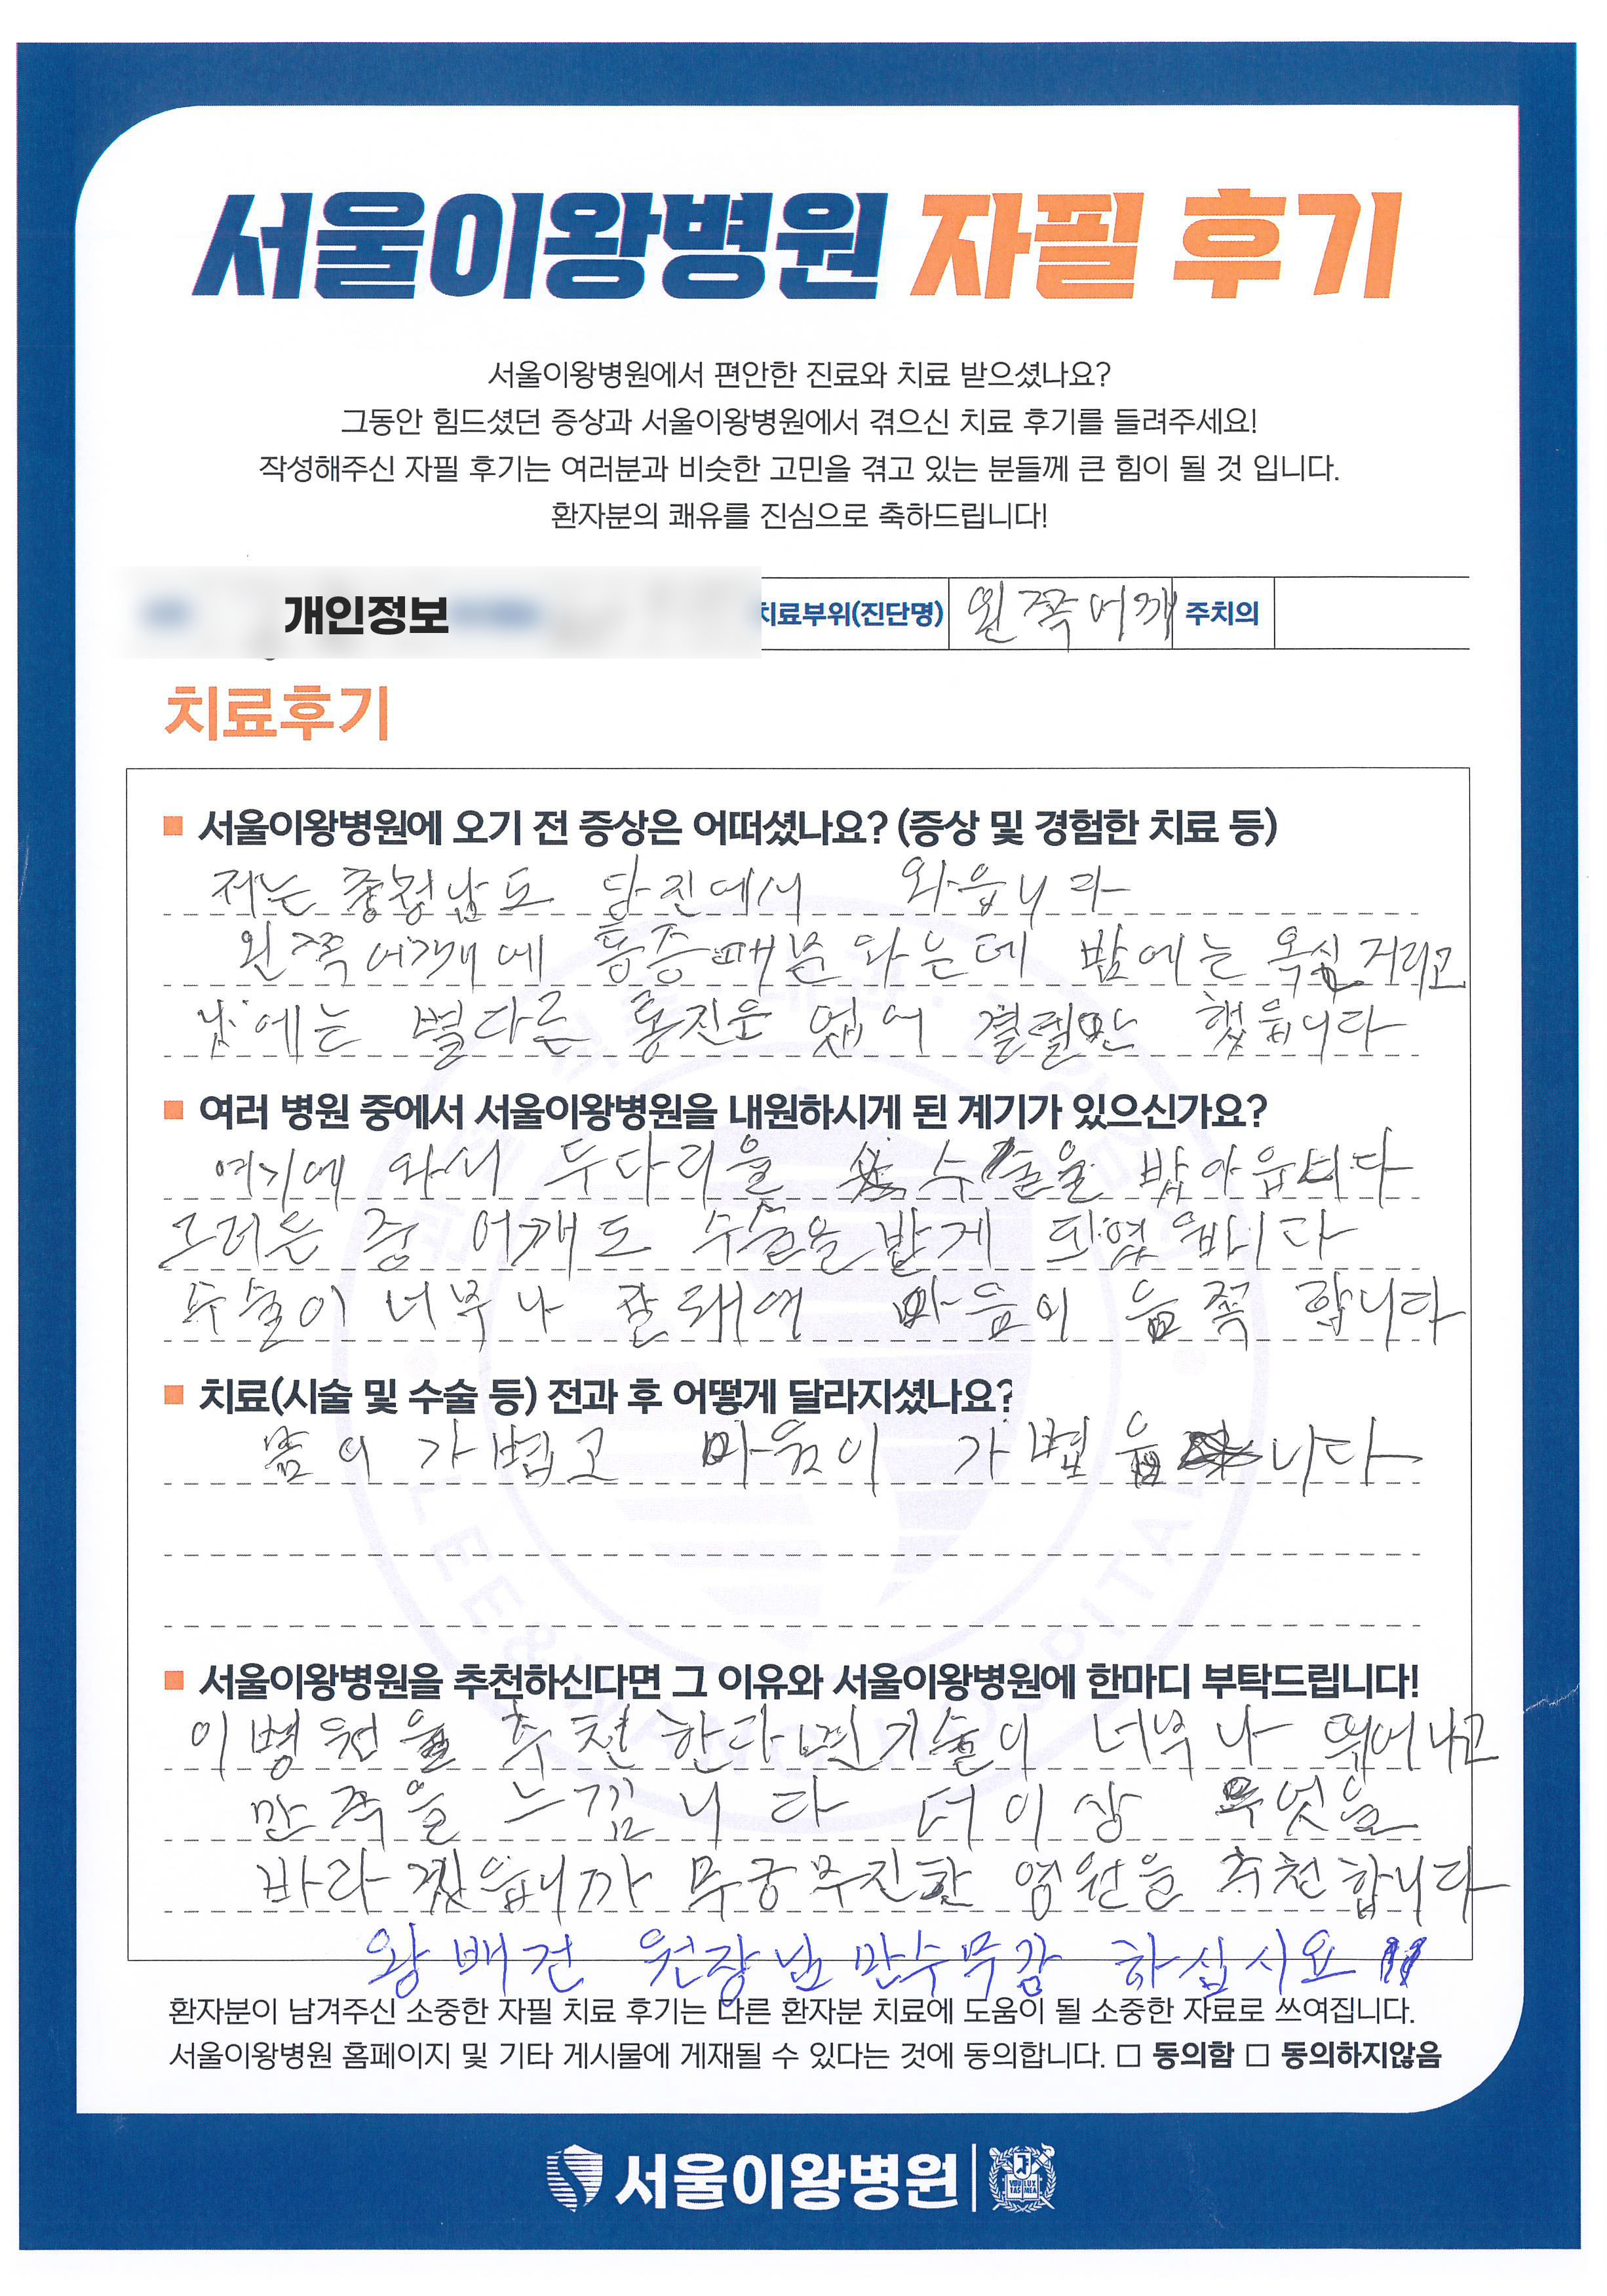 서울이왕병원 자필 후기
서울이왕병원에서 편안한 진료와 치료 받으셨나요?
그동안 힘드셨던 증상과 서울이왕병원에서 겪으신 치료 후기를 들려주세요!
작성해주신 자필 후기는 여러분과 비슷한 고민을 겪고 있는 분들께 큰 힘이 될 것 입니다.
환자분의 쾌유를 진심으로 축하드립니다!
개인정보 치료부위(진단명) 왼쪽어깨 주치의
치료후기
서울이왕병원에 오기 전 증상은 어떠셨나요? (증상 및 경험한 치료 등)
저는 충청남도 당진에서 와읍니다
왼쪽 어깨에 통증때문 와는데 밤에는 욱실거리고
낮에는 별다른 통진은 없어 결릴만 했읍니다
여러 병원 중에서 서울이왕병원을 내원하시게 된 계기가 있으신가요?
여기에 와서 두다리을 수술을 받아읍니다
그러든 중 어깨도 수술을 받게 되었읍니다
수술이 너무나 잘돼어 마음이 흡족 합니다
치료(시술 및 수술 등) 전과 후 어떻게 달라지셨나요?
몸이 가볍고 마음이 가볍읍니다
서울이왕병원을 추천하신다면 그 이유와 서울이왕병원에 한마디 부탁드립니다!
이병원을 추천한다면 기술이 너무나 뛰어나고
만족을 느낌니다 더이상 무엇을
바라겠습니까 무궁무진한 영원을 추천합니다
왕배건 원장님 만수무강 하십시요 !!
환자분이 남겨주신 소중한 자필 치료 후기는 다른 환자분 치료에 도움이 될 소중한 자료로 쓰여집니다.
서울이왕병원 홈페이지 및 기타 게시물에 게재될 수 있다는 것에 동의합니다. □ 동의함 □ 동의하지않음
서울이왕병원
LEE & WANG HOSPITAL